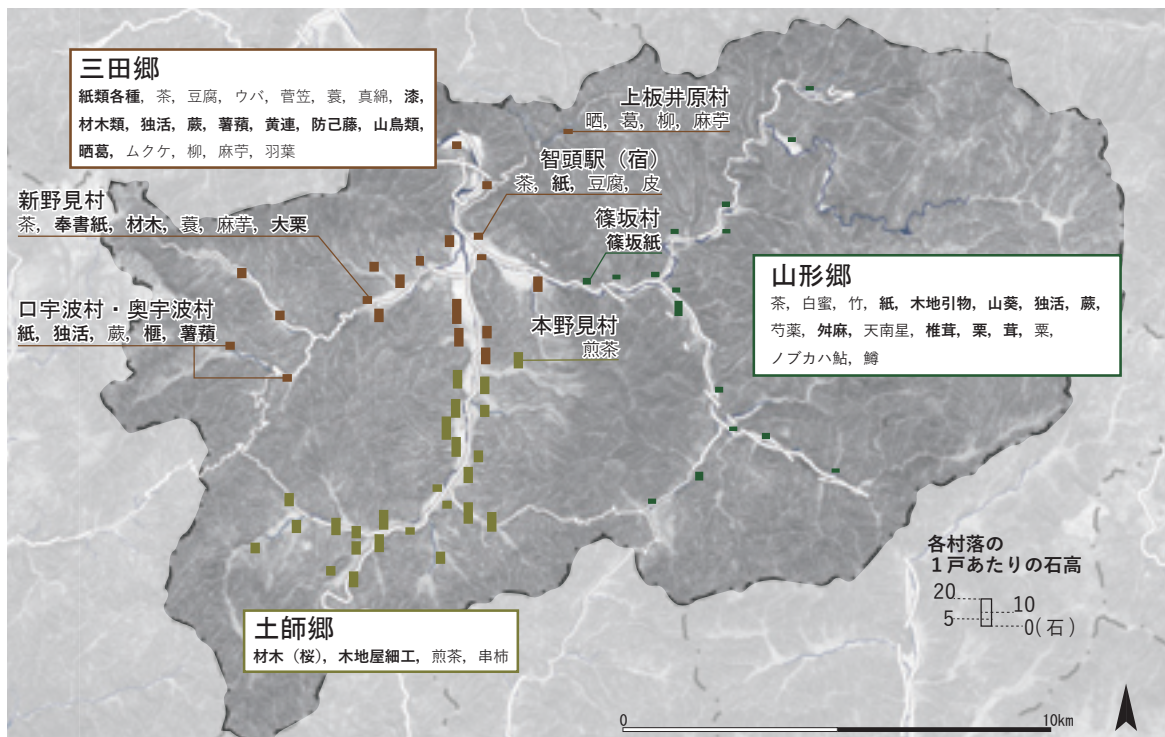 三田郷
紙類各種，茶，豆腐，ウバ，菅笠，蓑，真綿，漆，
材木類，独活，蕨，薯蕷，黄連，防己藤，山鳥類，
晒葛，ムクケ，柳，麻苧，羽葉
上板井原村
晒，葛，柳，麻苧
智頭駅（宿）
茶，紙，豆腐，皮
新野見村
茶，奉書紙，材木，蓑，麻芋，大栗
篠坂村
篠坂紙
口宇波村・奥宇波村
紙，独活，蕨，榧，薯蕷
本野見村
煎茶
山形郷
茶，白蜜，竹，紙，木地引物，山葵，独活，蕨，
芍薬，舛麻，天南星，椎茸，栗，茸，粟，
ノブカハ鮎，鱒
土師郷
材木（桜），木地屋細工，煎茶，串柿
各村落の
１戸あたりの石高
20
10
5
0(石)
0
10km